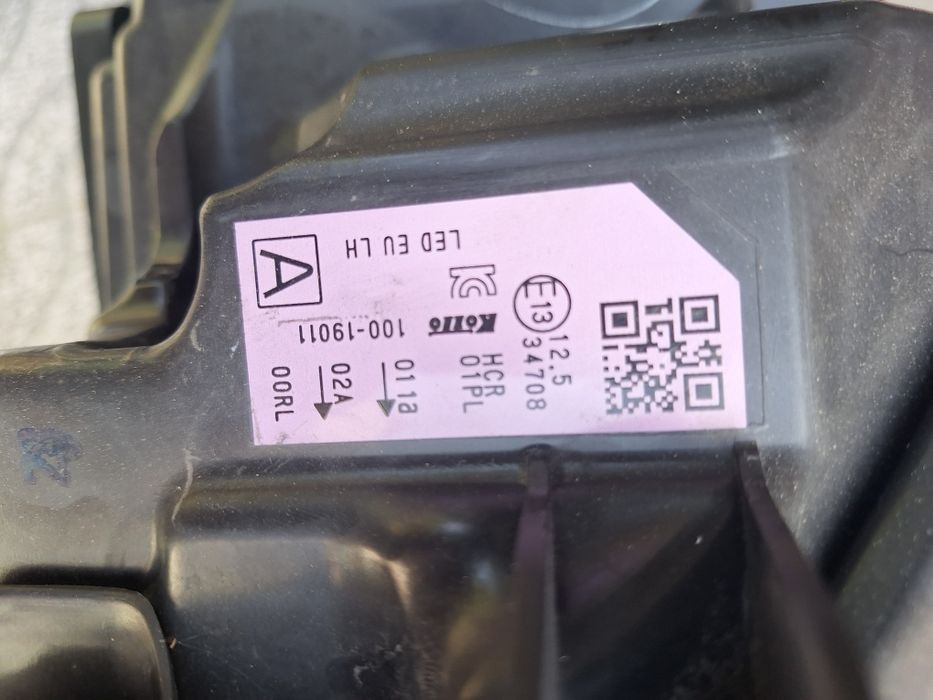 A
LED EU LH
100-19011
KOITO
E13
12.5
34708
HCR
01PL
011a
02A
00RL